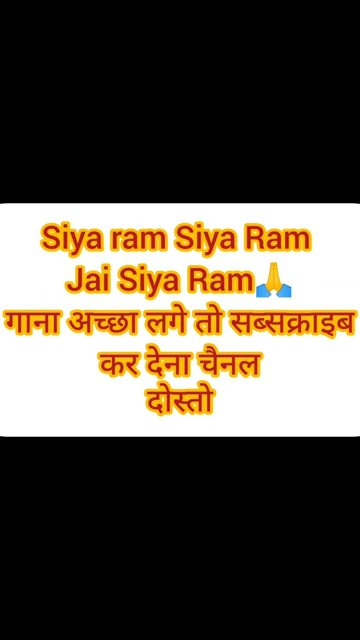 Siya ram Siya Ram
Jai Siya Ram🙏
गाना अच्छा लगे तो सब्सक्राइब
कर देना चैनल
दोस्तो